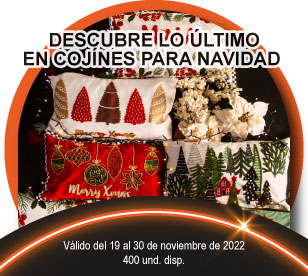 DESCUBRE LO ÚLTIMO
EN COJÍNES PARA NAVIDAD
Merry Xmas
Válido del 19 al 30 de noviembre de 2022
400 und. disp.